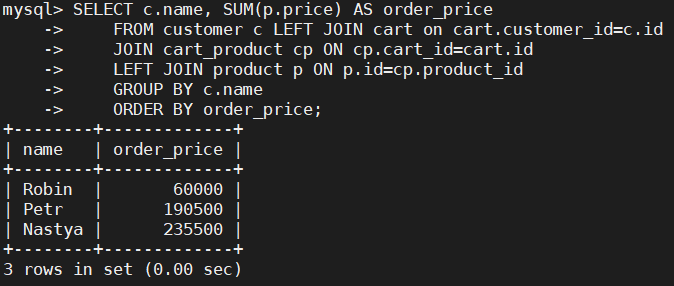 mysql> SELECT c.name, SUM(p.price) AS order_price
    ->     FROM customer c LEFT JOIN cart on cart.customer_id=c.id
    ->     JOIN cart_product cp ON cp.cart_id=cart.id
    ->     LEFT JOIN product p ON p.id=cp.product_id
    ->     GROUP BY c.name
    ->     ORDER BY order_price;
+--------+-------------+
| name   | order_price |
+--------+-------------+
| Robin  |       60000 |
| Petr   |      190500 |
| Nastya |      235500 |
+--------+-------------+
3 rows in set (0.00 sec)